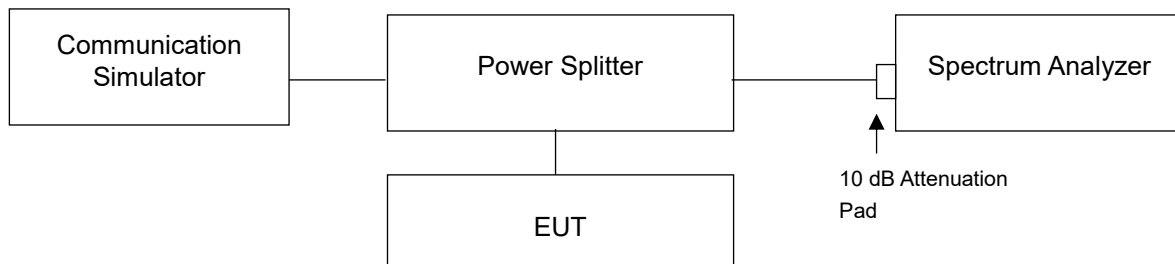 Communication
Simulator
Power Splitter
Spectrum Analyzer
10 dB Attenuation
Pad
EUT